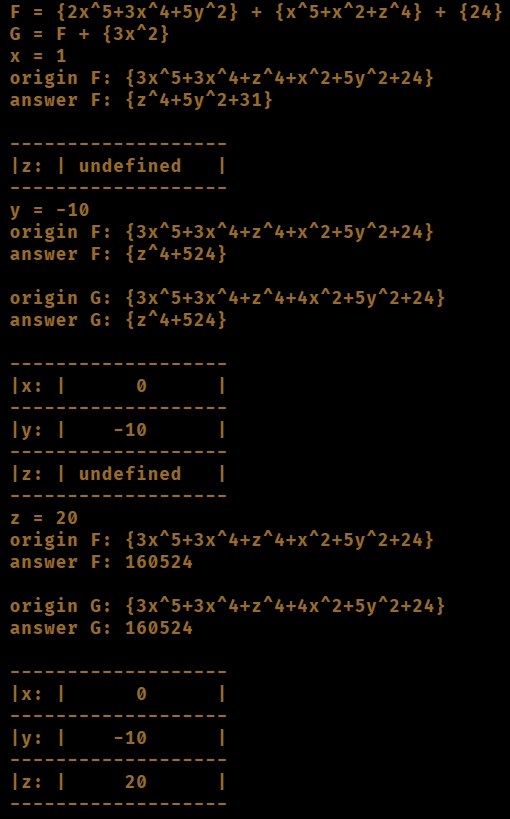 F = {2x^5+3x^4+5y^2} + {x^5+x^2+z^4} + {24}
G = F + {3x^2}
x = 1
origin F: {3x^5+3x^4+z^4+x^2+5y^2+24}
answer F: {z^4+5y^2+31}
-------------------
|z: | undefined   |
-------------------
y = -10
origin F: {3x^5+3x^4+z^4+x^2+5y^2+24}
answer F: {z^4+524}
origin G: {3x^5+3x^4+z^4+4x^2+5y^2+24}
answer G: {z^4+524}
-------------------
|x: |      0      |
-------------------
|y: |    -10      |
-------------------
|z: | undefined   |
-------------------
z = 20
origin F: {3x^5+3x^4+z^4+x^2+5y^2+24}
answer F: 160524
origin G: {3x^5+3x^4+z^4+4x^2+5y^2+24}
answer G: 160524
-------------------
|x: |      0      |
-------------------
|y: |    -10      |
-------------------
|z: |     20      |
-------------------